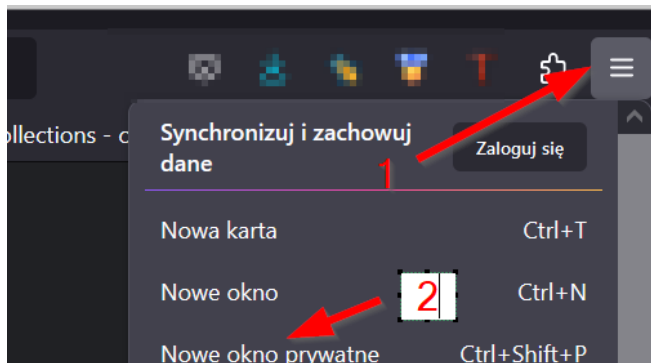 ollections - c
Synchronizuj i zachowuj
dane
Zaloguj się
1
Nowa karta Ctrl+T
Nowe okno 2 Ctrl+N
Nowe okno prywatne Ctrl+Shift+P